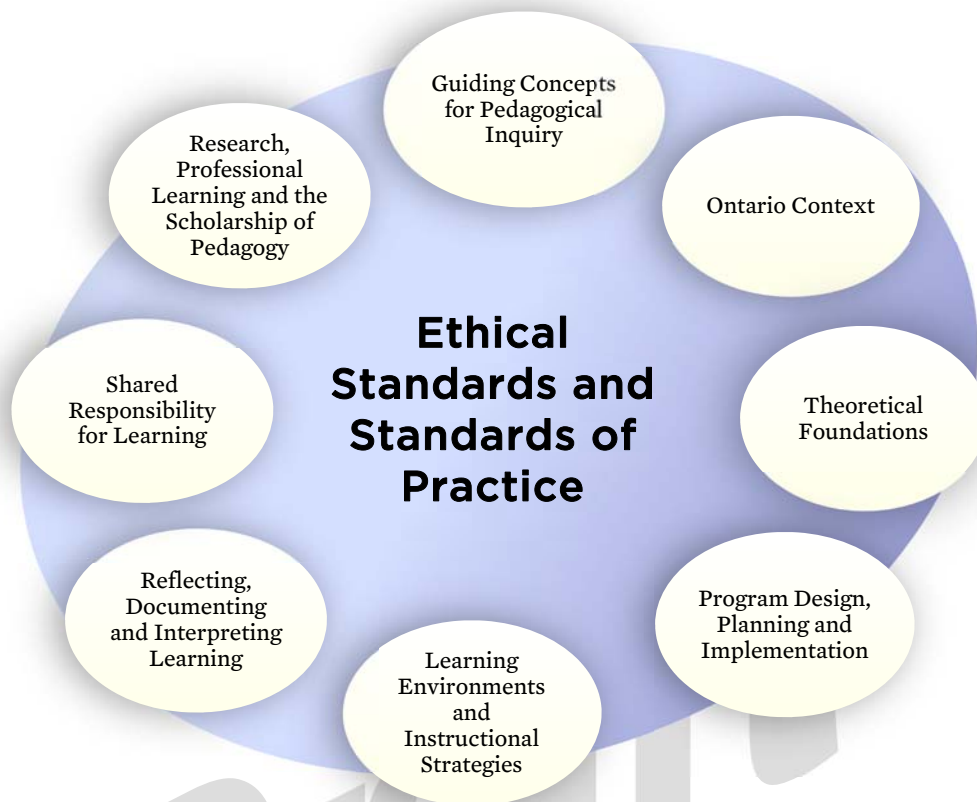 Guiding Concepts
for Pedagogical
Inquiry
Ontario Context
Theoretical
Foundations
Program Design,
Planning and
Implementation
Learning
Environments
and
Instructional
Strategies
Reflecting,
Documenting
and Interpreting
Learning
Shared
Responsibility
for Learning
Research,
Professional
Learning and the
Scholarship of
Pedagogy
Ethical
Standards and
Standards of
Practice